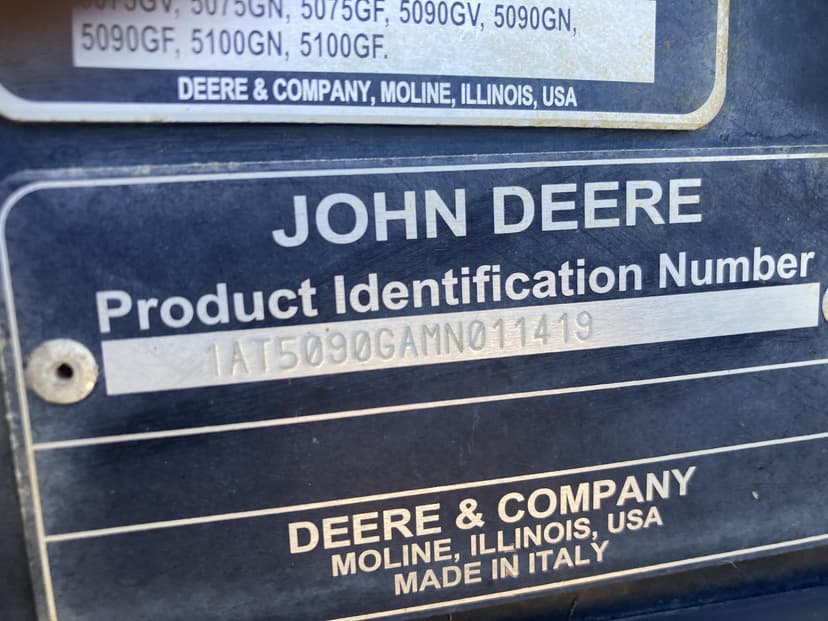 5075GV, 5075GN, 5075GF, 5090GV, 5090GN,
5090GF, 5100GN, 5100GF.
DEERE & COMPANY, MOLINE, ILLINOIS, USA
JOHN DEERE
Product Identification Number
1AT5090GAMN011419
DEERE & COMPANY
MOLINE, ILLINOIS, USA
MADE IN ITALY